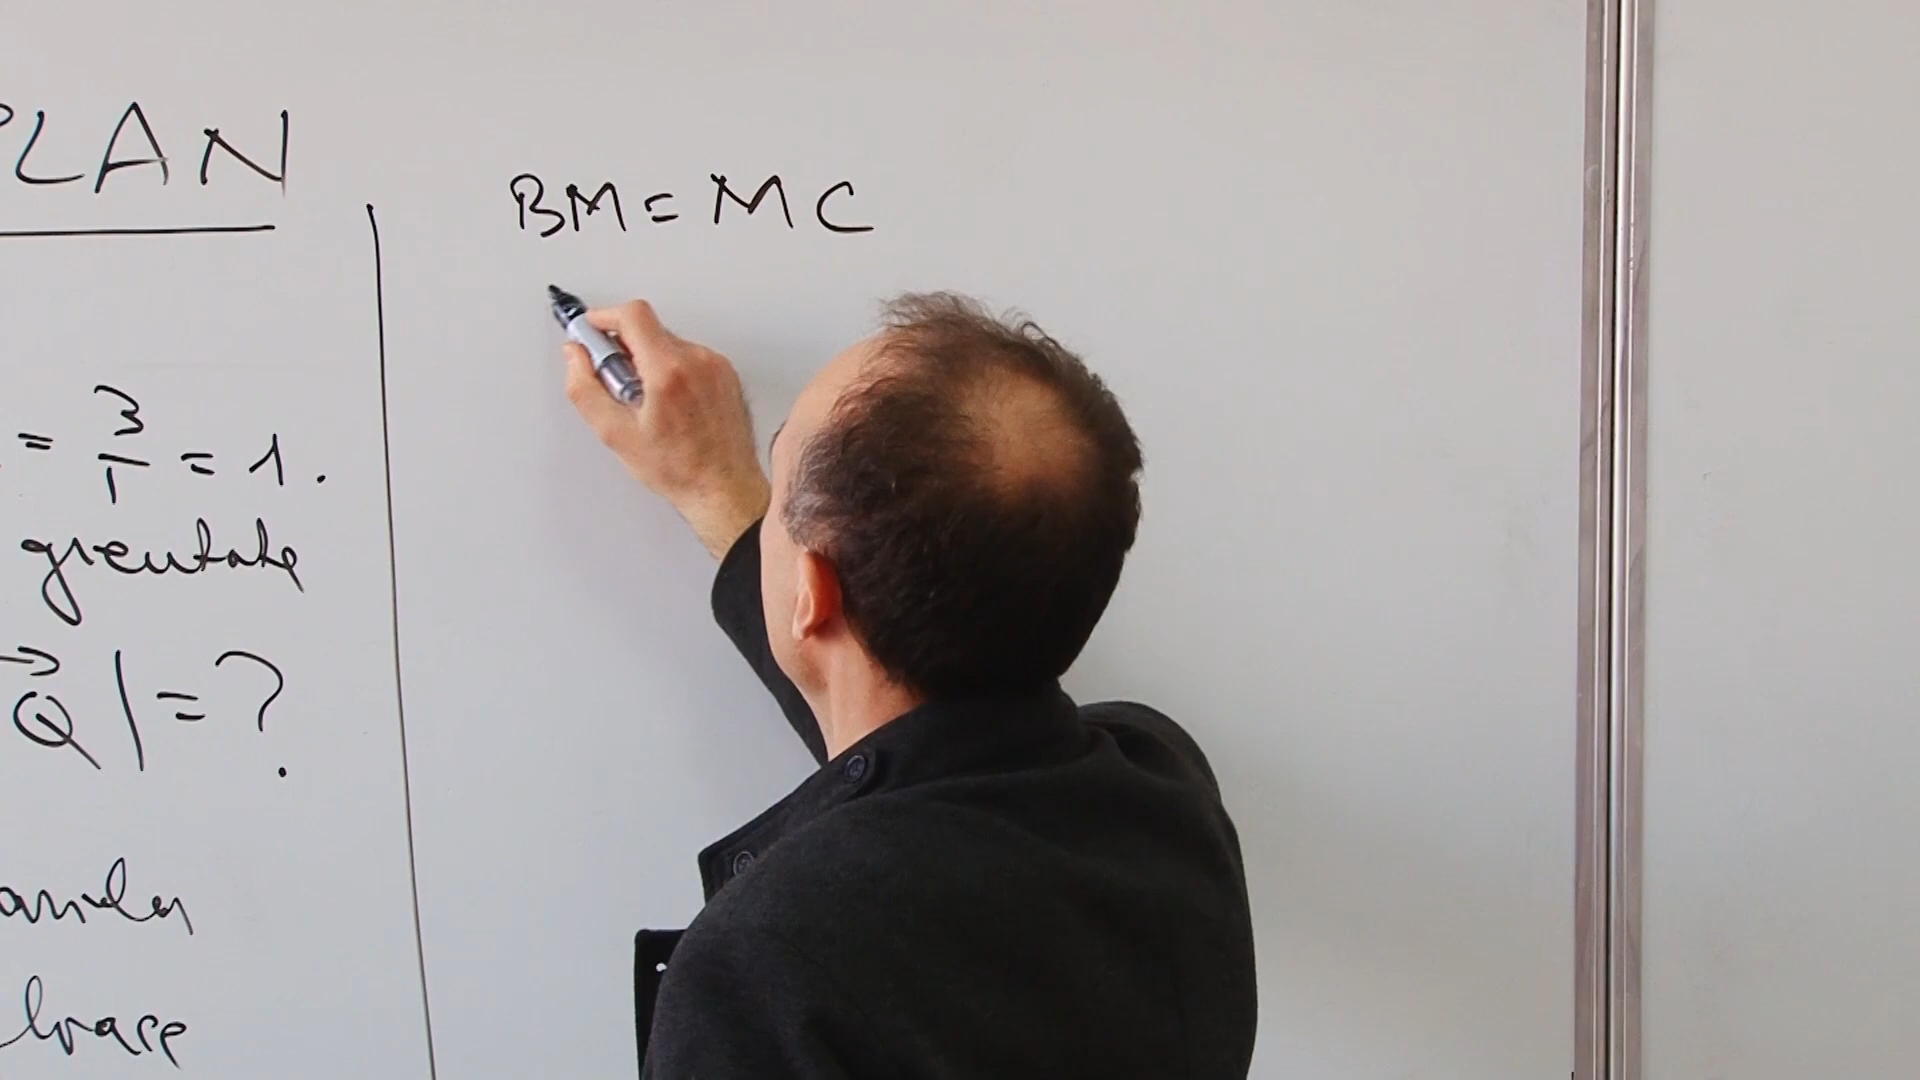 PLAN
= 3/1 = 1.
greutate
Q⃗ | = ?
BM = MC